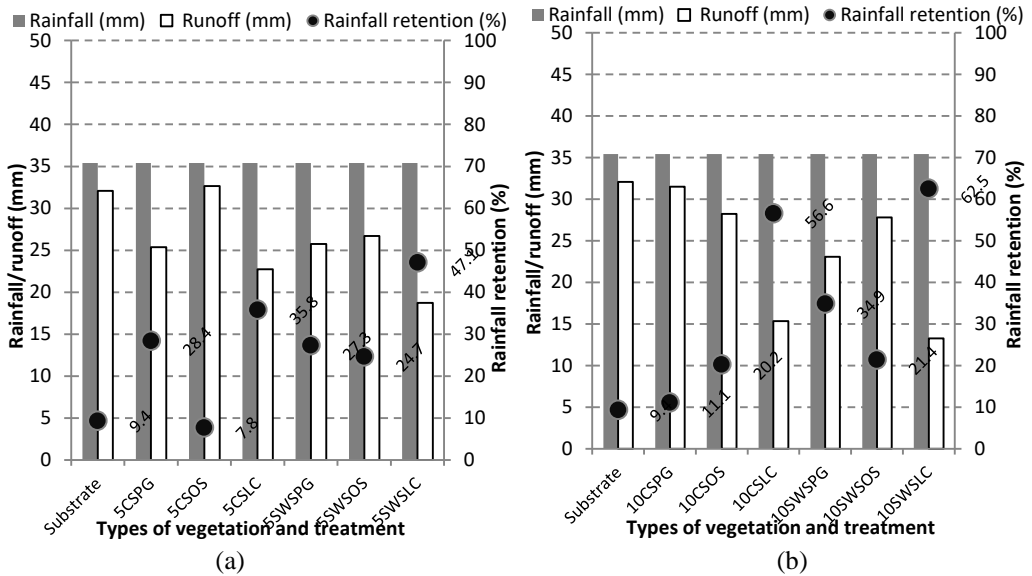 Rainfall (mm) Runoff (mm) Rainfall retention (%)
50
45
40
35
30
25
20
15
10
5
0
Rainfall/runoff (mm)
100
90
80
70
60
50
40
30
20
10
0
Rainfall retention (%)
9.4
28.4
7.8
35.8
27.3
24.7
Substrate
5CSPG
5CSOS
5CSLC
5SWSPG
5SWSOS
5SWSLC
Types of vegetation and treatment
(a)
Rainfall (mm) Runoff (mm) Rainfall retention (%)
50
45
40
35
30
25
20
15
10
5
0
Rainfall/runoff (mm)
100
90
80
70
60
50
40
30
20
10
0
Rainfall retention (%)
11.1
20.2
56.6
34.9
21.4
62.5
Substrate
10CSPG
10CSOS
10CSLC
10SWSPG
10SWSOS
10SWSLC
Types of vegetation and treatment
(b)